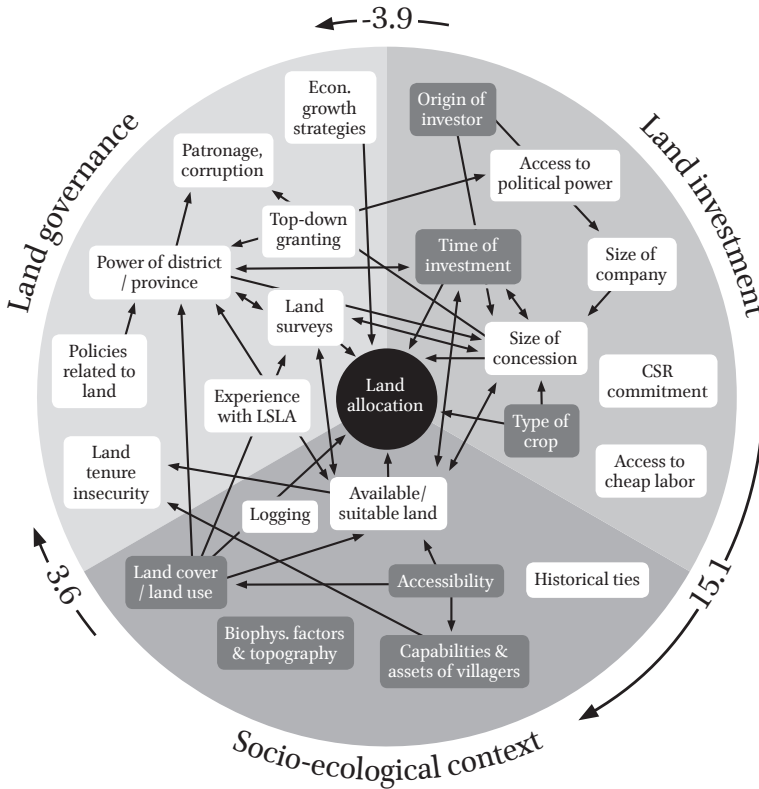 -3.9
Land governance
Land investment
Econ.
growth
strategies
Origin of
investor
Patronage,
corruption
Access to
political power
Top-down
granting
Power of district
/ province
Time of
investment
Size of
company
Land
surveys
Size of
concession
Policies
related to
land
Land
allocation
CSR
commitment
Experience
with LSLA
Type of
crop
Land
tenure
insecurity
Access to
cheap labor
Available/
suitable land
Logging
Land cover
/ land use
Accessibility
Historical ties
3.6
15.1
Biophys. factors
& topography
Capabilities &
assets of villagers
Socio-ecological context